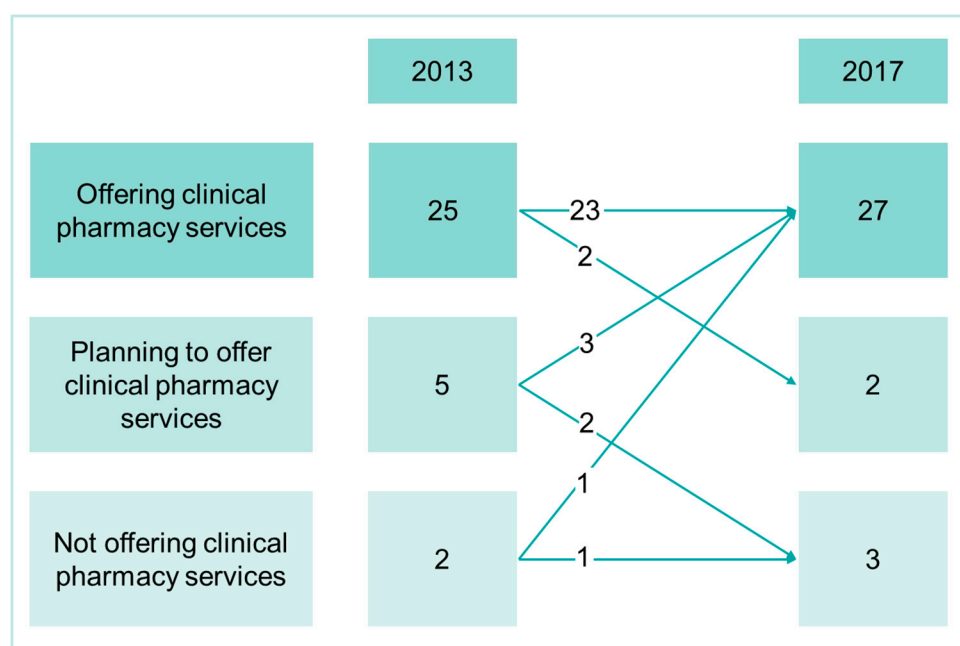 2013
2017
Offering clinical
pharmacy services
25
23
2
27
Planning to offer
clinical pharmacy
services
5
3
2
2
Not offering clinical
pharmacy services
2
1
1
3